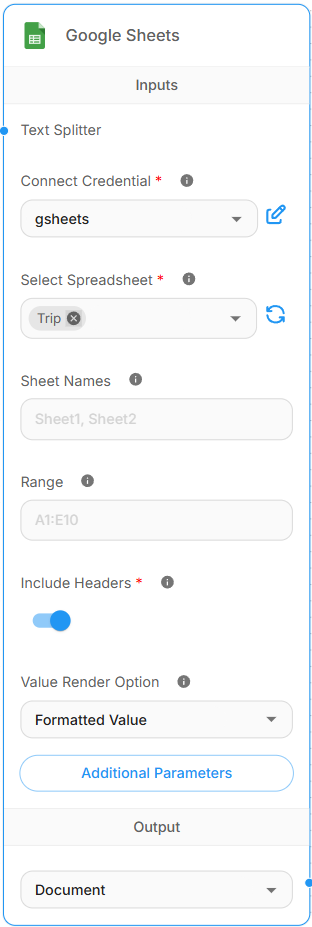 Google Sheets
Inputs
Text Splitter
Connect Credential *
gsheets
Select Spreadsheet *
Trip
Sheet Names
Sheet1, Sheet2
Range
A1:E10
Include Headers *
Value Render Option
Formatted Value
Additional Parameters
Output
Document